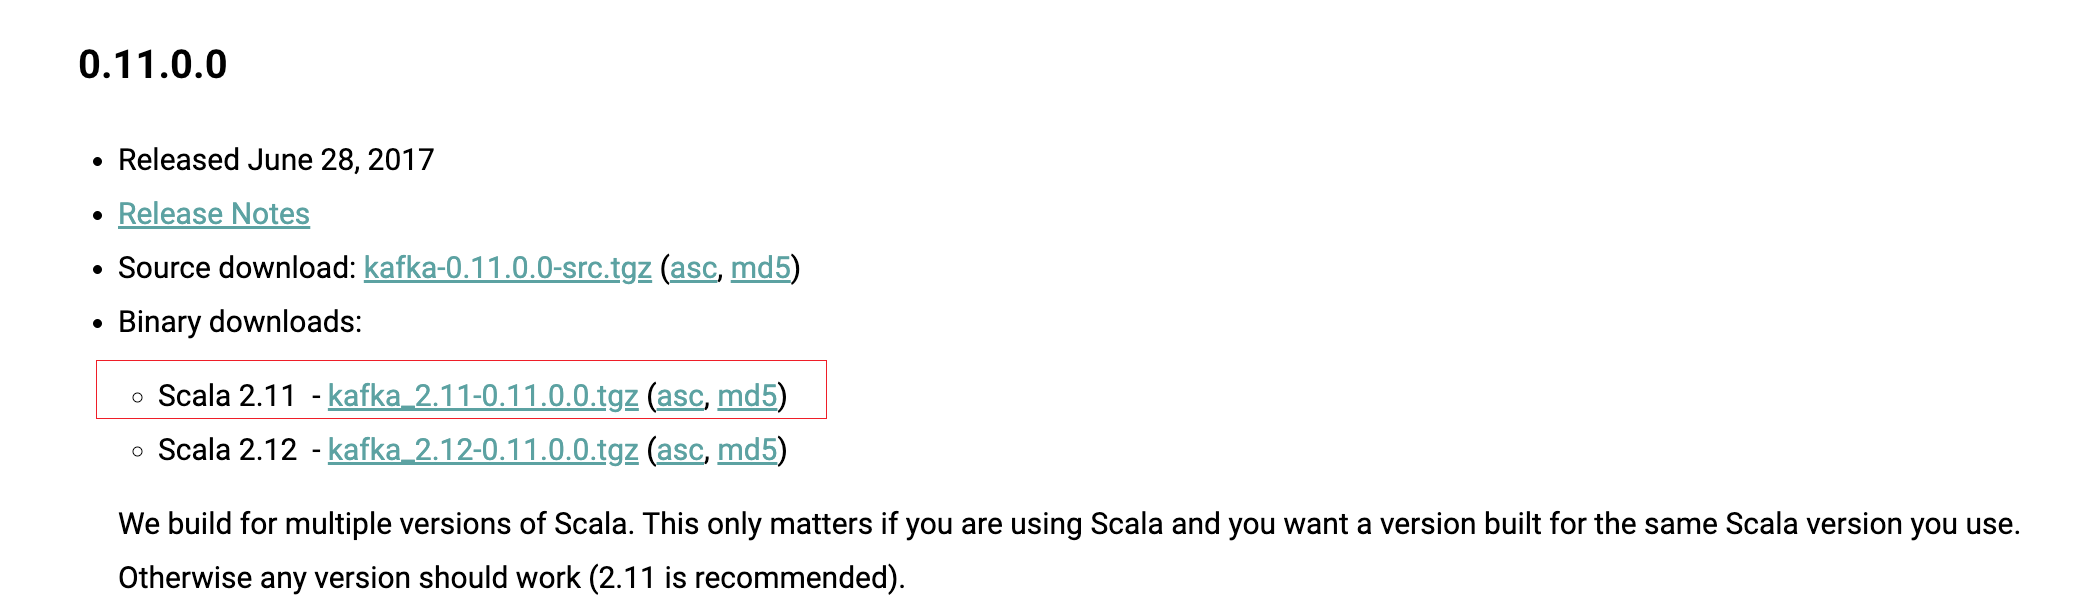 0.11.0.0
Released June 28, 2017
Release Notes
Source download: kafka-0.11.0.0-src.tgz (asc, md5)
Binary downloads:
Scala 2.11  - kafka_2.11-0.11.0.0.tgz (asc, md5)
Scala 2.12  - kafka_2.12-0.11.0.0.tgz (asc, md5)
We build for multiple versions of Scala. This only matters if you are using Scala and you want a version built for the same Scala version you use.
Otherwise any version should work (2.11 is recommended).